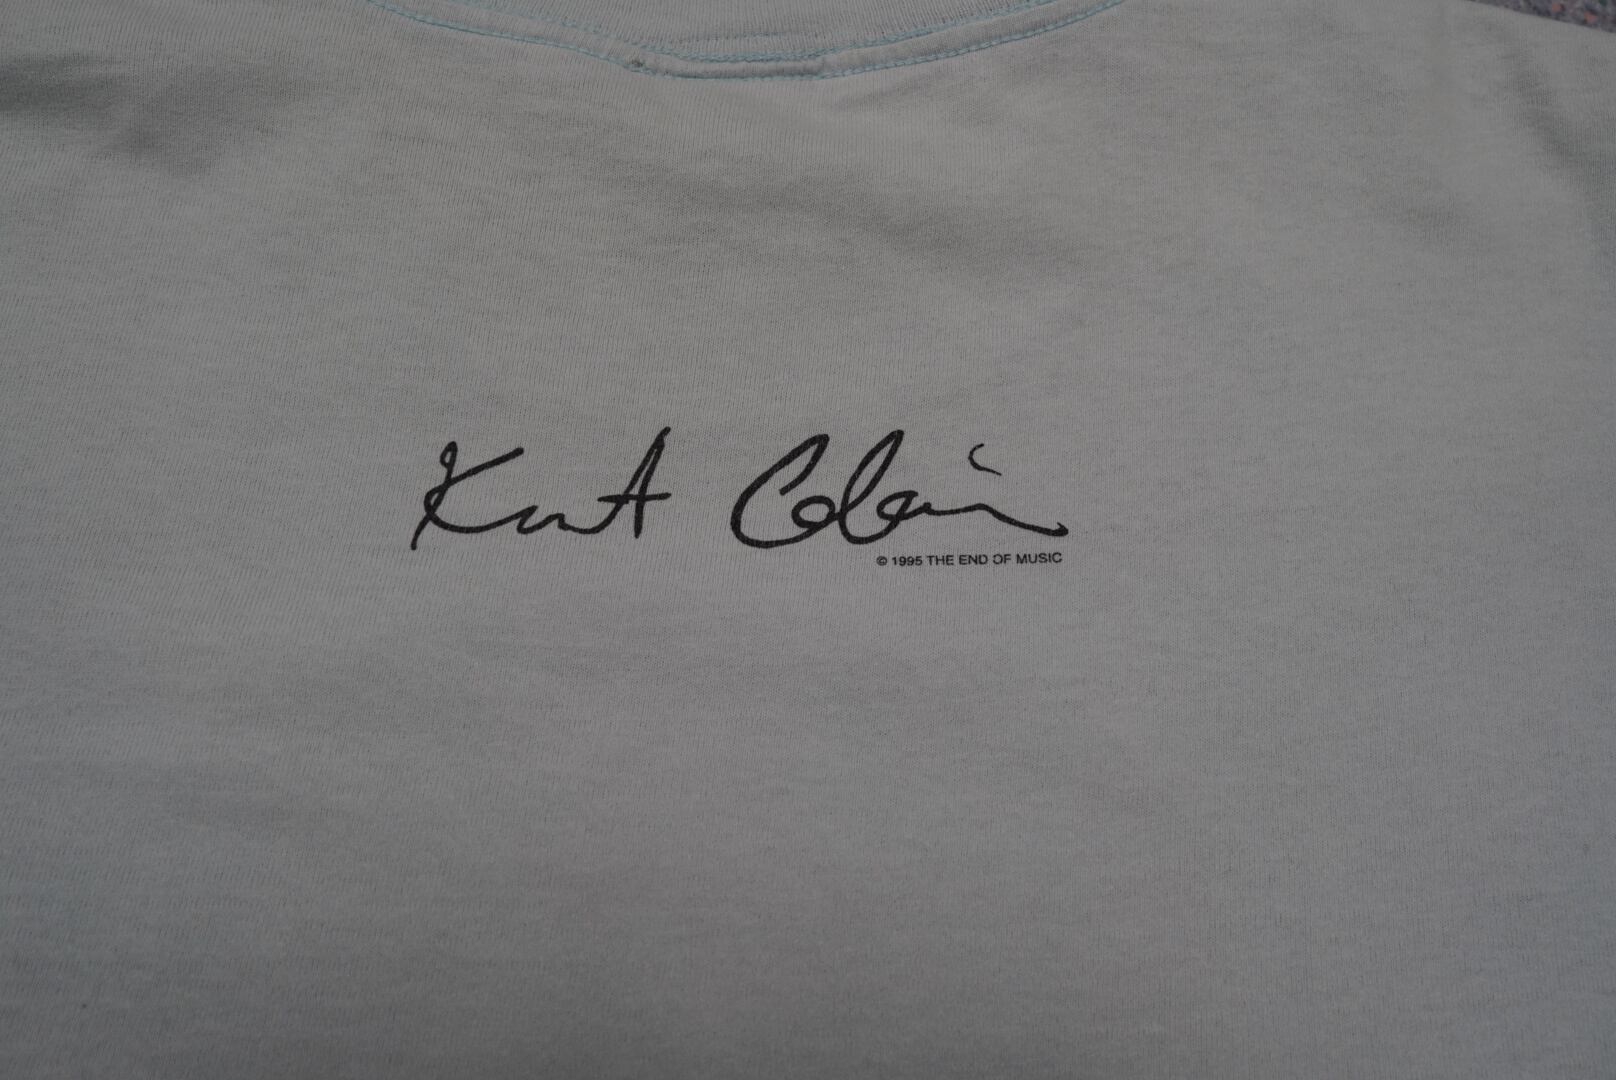 Kurt Cobain
© 1995 THE END OF MUSIC